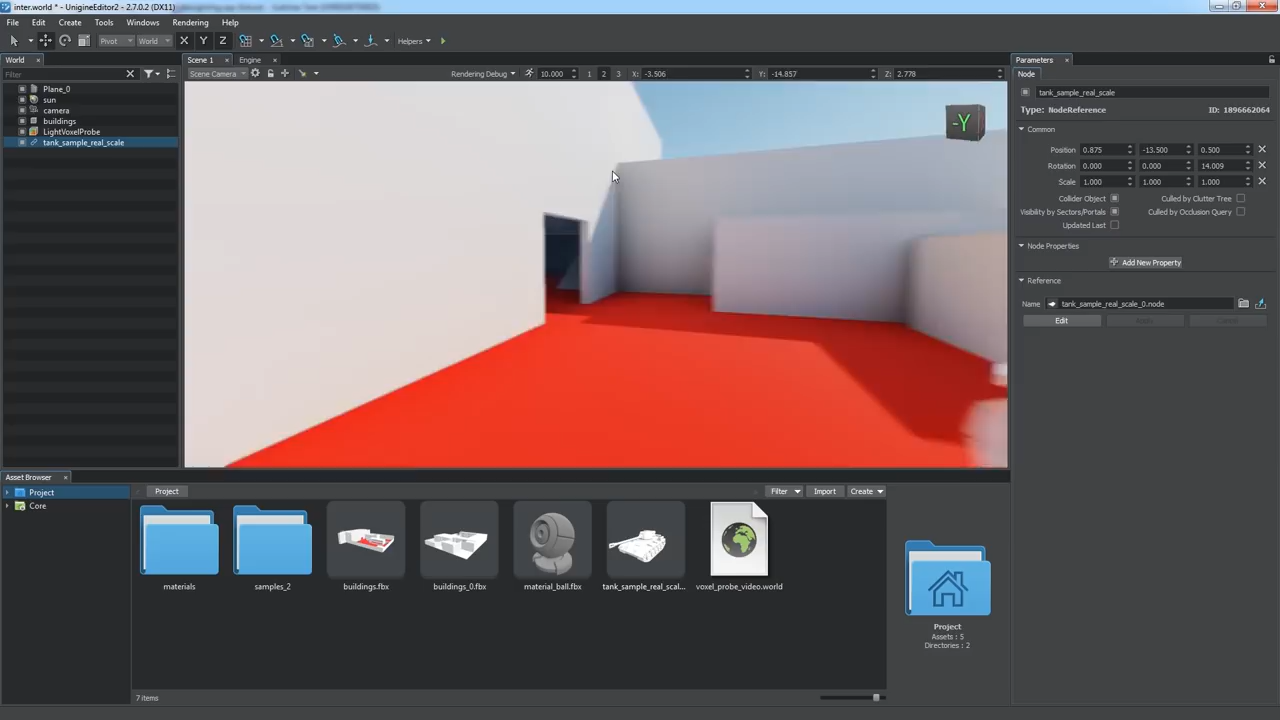 inter.world * - UnigineEditor2 - 2.7.0.2 (DX11)
File Edit Create Tools Windows Rendering Help
Pivot World X Y Z Helpers
World
Filter
Plane_0
sun
camera
buildings
LightVoxelProbe
tank_sample_real_scale
Scene 1 Engine
Scene Camera Rendering Debug 10.000 1 2 3 X: -3.506 Y: -14.857 Z: 2.778
-Y
Parameters
Node
tank_sample_real_scale
Type: NodeReference ID: 1896662064
Common
Position 0.875 -13.500 0.500
Rotation 0.000 0.000 14.009
Scale 1.000 1.000 1.000
Collider Object Culled by Clutter Tree
Visibility by Sectors/Portals Culled by Occlusion Query
Updated Last
Node Properties
Add New Property
Reference
Name tank_sample_real_scale_0.node
Edit
Asset Browser
Project
Core
Project Filter Import Create
materials
samples_2
buildings.fbx
buildings_0.fbx
material_ball.fbx
tank_sample_real_scal...
voxel_probe_video.world
Project
Assets : 5
Directories : 2
7 items